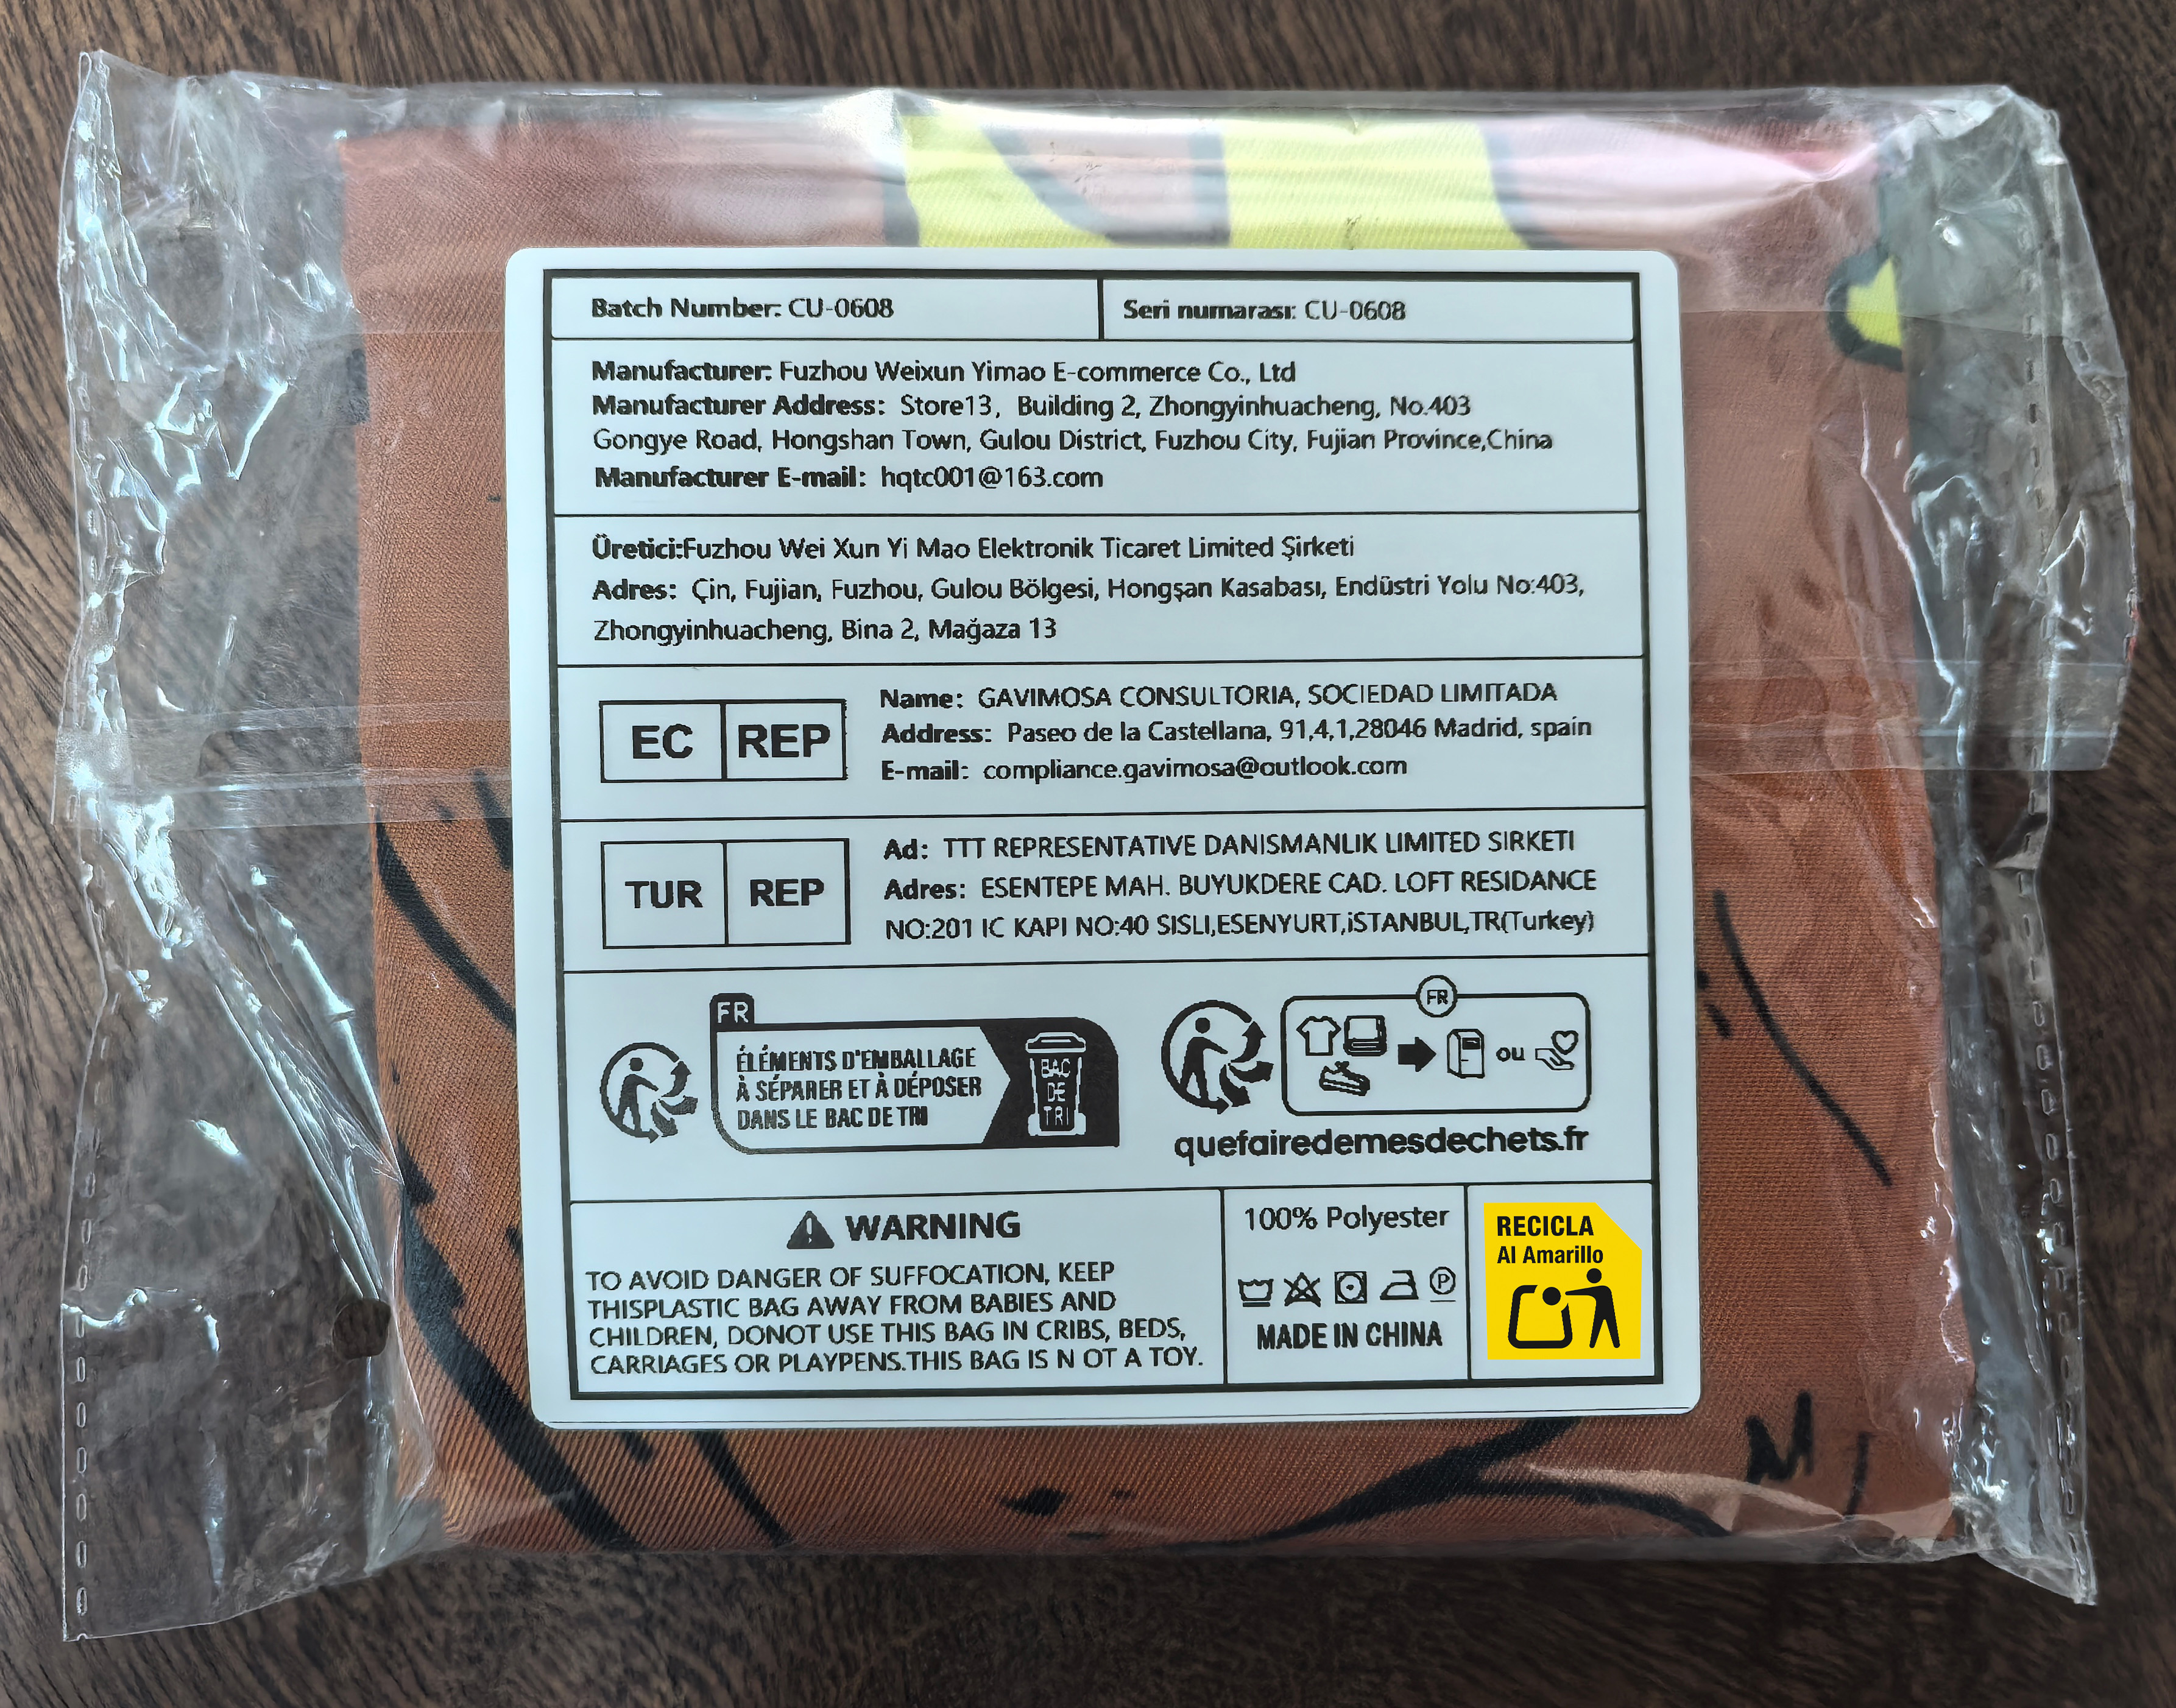 Batch Number: CU-0608
Seri numarası: CU-0608
Manufacturer: Fuzhou Weixun Yimao E-commerce Co., Ltd
Manufacturer Address: Store13, Building 2, Zhongyinhuacheng, No.403
Gongye Road, Hongshan Town, Gulou District, Fuzhou City, Fujian Province,China
Manufacturer E-mail: hqtc001@163.com
Üretici:Fuzhou Wei Xun Yi Mao Elektronik Ticaret Limited Şirketi
Adres: Çin, Fujian, Fuzhou, Gulou Bölgesi, Hongşan Kasabası, Endüstri Yolu No:403,
Zhongyinhuacheng, Bina 2, Mağaza 13
EC REP
Name: GAVIMOSA CONSULTORIA, SOCIEDAD LIMITADA
Address: Paseo de la Castellana, 91,4,1,28046 Madrid, spain
E-mail: compliance.gavimosa@outlook.com
TUR REP
Ad: TTT REPRESENTATIVE DANISMANLIK LIMITED SIRKETI
Adres: ESENTEPE MAH. BUYUKDERE CAD. LOFT RESIDANCE
NO:201 IC KAPI NO:40 SISLI,ESENYURT,iSTANBUL,TR(Turkey)
FR
ÉLÉMENTS D'EMBALLAGE
À SÉPARER ET À DÉPOSER
DANS LE BAC DE TRI
BAC
DE
TRI
FR
ou
quefairedemesdechets.fr
WARNING
TO AVOID DANGER OF SUFFOCATION, KEEP
THISPLASTIC BAG AWAY FROM BABIES AND
CHILDREN, DONOT USE THIS BAG IN CRIBS, BEDS,
CARRIAGES OR PLAYPENS.THIS BAG IS N OT A TOY.
100% Polyester
P
MADE IN CHINA
RECICLA
Al Amarillo